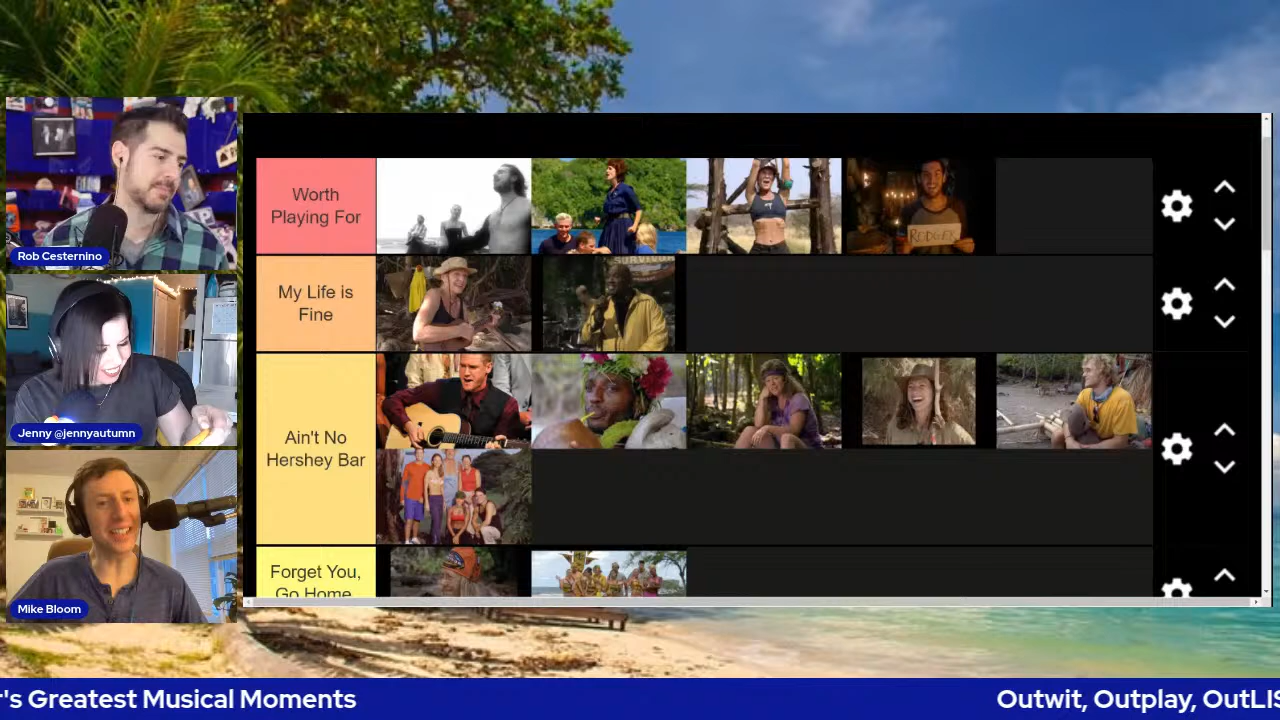 Rob Cesternino
Jenny @jennyautumn
Mike Bloom
Worth
Playing For
RODGER
My Life is
Fine
SURVIVOR
Ain't No
Hershey Bar
Forget You,
Go Home
r's Greatest Musical Moments
Outwit, Outplay, OutLIS